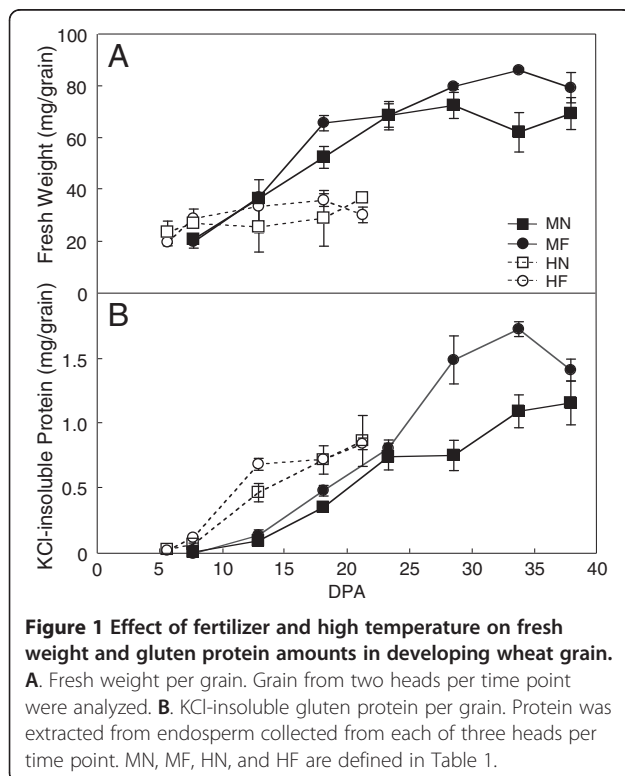 A
Fresh Weight (mg/grain)
100
80
60
40
20
0
MN
MF
HN
HF
B
KCl-insoluble Protein (mg/grain)
1.5
1.0
0.5
0
0 5 10 15 20 25 30 35 40
DPA
Figure 1 Effect of fertilizer and high temperature on fresh
weight and gluten protein amounts in developing wheat grain.
A. Fresh weight per grain. Grain from two heads per time point
were analyzed. B. KCl-insoluble gluten protein per grain. Protein was
extracted from endosperm collected from each of three heads per
time point. MN, MF, HN, and HF are defined in Table 1.